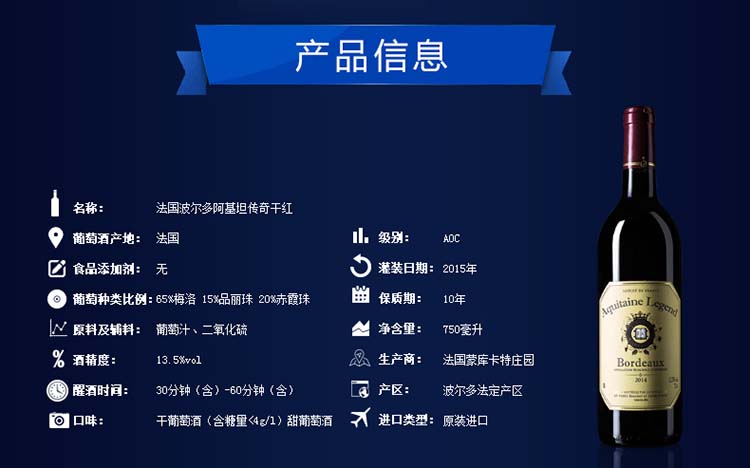 产品信息
名称： 法国波尔多阿基坦传奇干红
葡萄酒产地： 法国 级别： AOC
食品添加剂： 无 灌装日期： 2015年
葡萄种类比例： 65%梅洛 15%品丽珠 20%赤霞珠 保质期： 10年
原料及辅料： 葡萄汁、二氧化硫 净含量： 750毫升
酒精度： 13.5%vol 生产商： 法国蒙库卡特庄园
醒酒时间： 30分钟（含）-60分钟（含） 产区： 波尔多法定产区
口味： 干葡萄酒（含糖量<4g/l）甜葡萄酒 进口类型： 原装进口
Aquitaine Legend
Bordeaux
2014